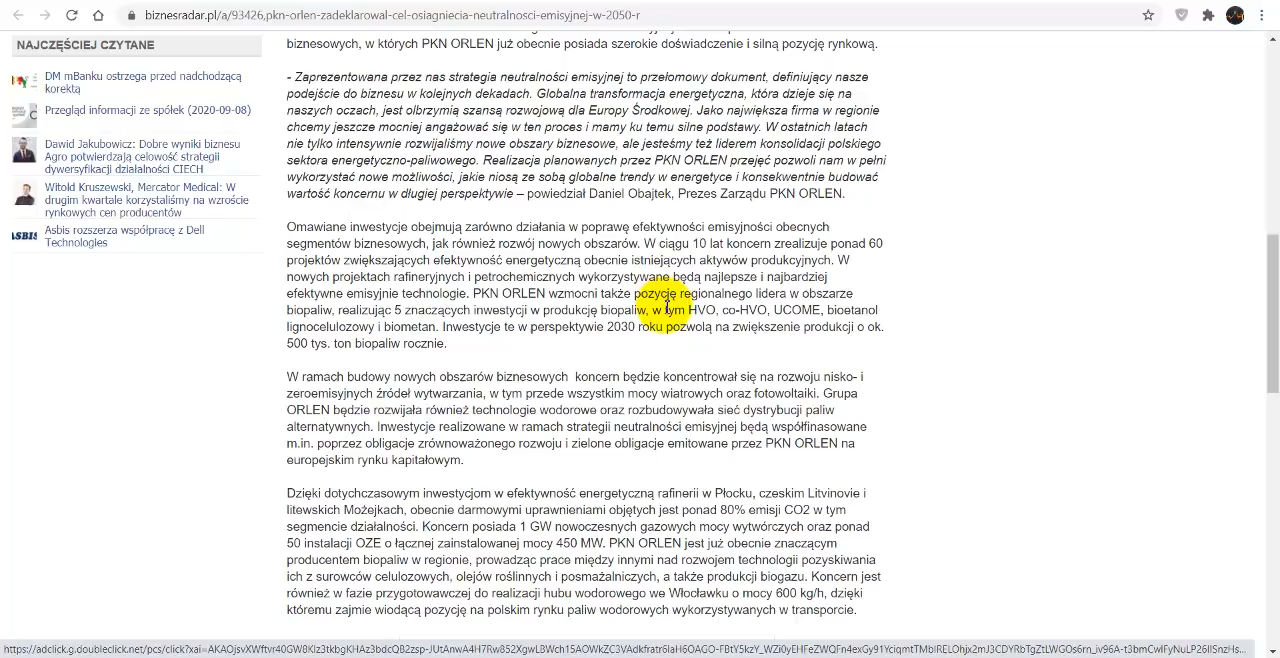 biznesradar.pl/a/93426,pkn-orlen-zadeklarowal-cel-osiagniecia-neutralnosci-emisyjnej-w-2050-r
NAJCZĘŚCIEJ CZYTANE
DM mBanku ostrzega przed nadchodzącą
korektą
Przegląd informacji ze spółek (2020-09-08)
Dawid Jakubowicz: Dobre wyniki biznesu
Agro potwierdzają celowość strategii
dywersyfikacji działalności CIECH
Witold Kruszewski, Mercator Medical: W
drugim kwartale korzystaliśmy na wzroście
rynkowych cen producentów
ASBIS
Asbis rozszerza współpracę z Dell
Technologies
biznesowych, w których PKN ORLEN już obecnie posiada szerokie doświadczenie i silną pozycję rynkową.
- Zaprezentowana przez nas strategia neutralności emisyjnej to przełomowy dokument, definiujący nasze
podejście do biznesu w kolejnych dekadach. Globalna transformacja energetyczna, która dzieje się na
naszych oczach, jest olbrzymią szansą rozwojową dla Europy Środkowej. Jako największa firma w regionie
chcemy jeszcze mocniej angażować się w ten proces i mamy ku temu silne podstawy. W ostatnich latach
nie tylko intensywnie rozwijaliśmy nowe obszary biznesowe, ale jesteśmy też liderem konsolidacji polskiego
sektora energetyczno-paliwowego. Realizacja planowanych przez PKN ORLEN przejęć pozwoli nam w pełni
wykorzystać nowe możliwości, jakie niosą ze sobą globalne trendy w energetyce i konsekwentnie budować
wartość koncernu w długiej perspektywie – powiedział Daniel Obajtek, Prezes Zarządu PKN ORLEN.
Omawiane inwestycje obejmują zarówno działania w poprawę efektywności emisyjności obecnych
segmentów biznesowych, jak również rozwój nowych obszarów. W ciągu 10 lat koncern zrealizuje ponad 60
projektów zwiększających efektywność energetyczną obecnie istniejących aktywów produkcyjnych. W
nowych projektach rafineryjnych i petrochemicznych wykorzystywane będą najlepsze i najbardziej
efektywne emisyjnie technologie. PKN ORLEN wzmocni także pozycję regionalnego lidera w obszarze
biopaliw, realizując 5 znaczących inwestycji w produkcję biopaliw, w tym HVO, co-HVO, UCOME, bioetanol
lignocelulozowy i biometan. Inwestycje te w perspektywie 2030 roku pozwolą na zwiększenie produkcji o ok.
500 tys. ton biopaliw rocznie.
W ramach budowy nowych obszarów biznesowych koncern będzie koncentrował się na rozwoju nisko- i
zeroemisyjnych źródeł wytwarzania, w tym przede wszystkim mocy wiatrowych oraz fotowoltaiki. Grupa
ORLEN będzie rozwijała również technologie wodorowe oraz rozbudowywała sieć dystrybucji paliw
alternatywnych. Inwestycje realizowane w ramach strategii neutralności emisyjnej będą współfinasowane
m.in. poprzez obligacje zrównoważonego rozwoju i zielone obligacje emitowane przez PKN ORLEN na
europejskim rynku kapitałowym.
Dzięki dotychczasowym inwestycjom w efektywność energetyczną rafinerii w Płocku, czeskim Litvinovie i
litewskich Możejkach, obecnie darmowymi uprawnieniami objętych jest ponad 80% emisji CO2 w tym
segmencie działalności. Koncern posiada 1 GW nowoczesnych gazowych mocy wytwórczych oraz ponad
50 instalacji OZE o łącznej zainstalowanej mocy 450 MW. PKN ORLEN jest już obecnie znaczącym
producentem biopaliw w regionie, prowadząc prace między innymi nad rozwojem technologii pozyskiwania
ich z surowców celulozowych, olejów roślinnych i posmażalniczych, a także produkcji biogazu. Koncern jest
również w fazie przygotowawczej do realizacji hubu wodorowego we Włocławku o mocy 600 kg/h, dzięki
któremu zajmie wiodącą pozycję na polskim rynku paliw wodorowych wykorzystywanych w transporcie.